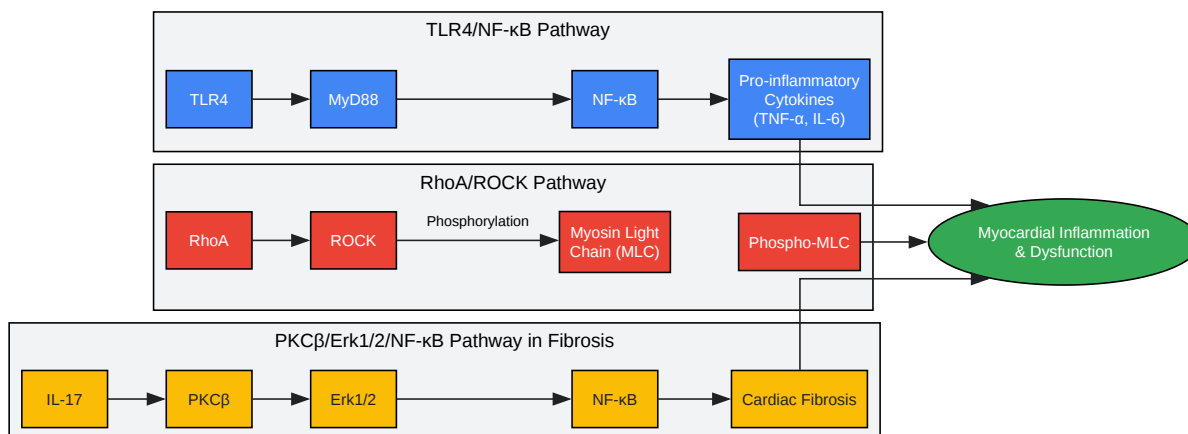 TLR4/NF-κB Pathway
TLR4
MyD88
NF-κB
Pro-inflammatory
Cytokines
(TNF-α, IL-6)
RhoA/ROCK Pathway
RhoA
ROCK
Phosphorylation
Myosin Light
Chain (MLC)
Phospho-MLC
Myocardial Inflammation
& Dysfunction
PKCβ/Erk1/2/NF-κB Pathway in Fibrosis
IL-17
PKCβ
Erk1/2
NF-κB
Cardiac Fibrosis